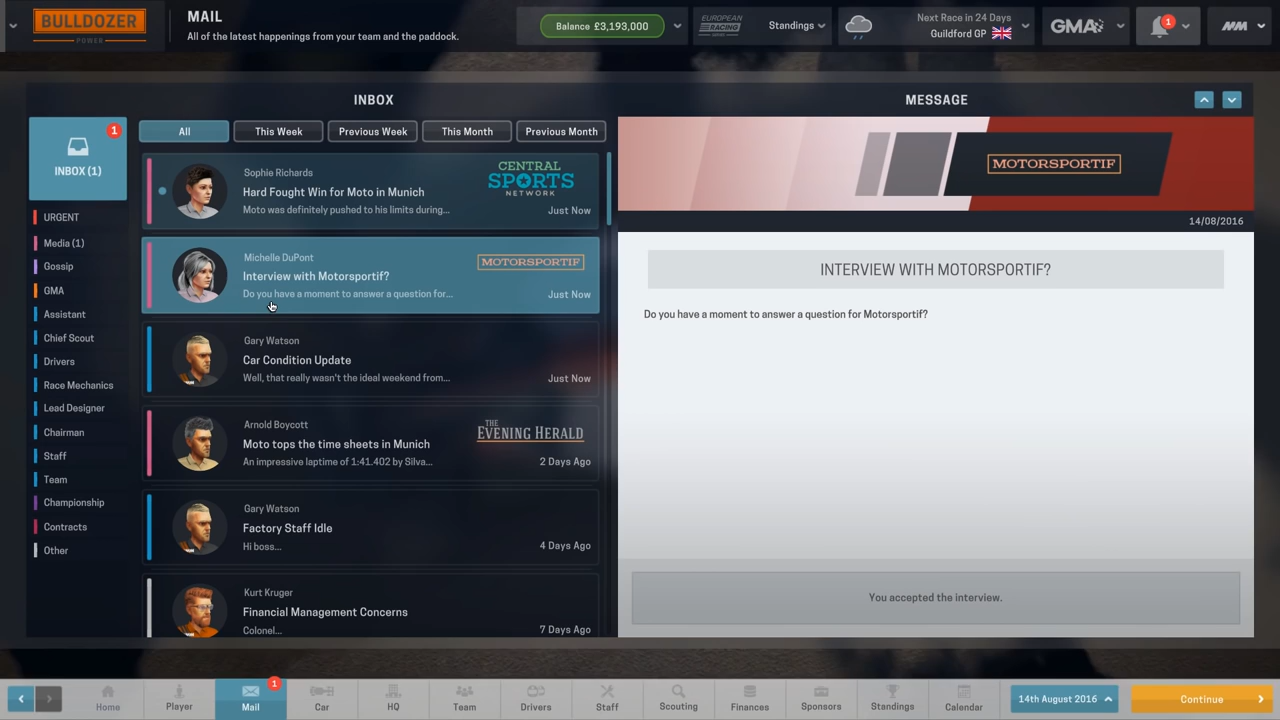 BULLDOZER
POWER
MAIL
All of the latest happenings from your team and the paddock.
Balance £3,193,000
EUROPEAN
RACING
Standings
Next Race in 24 Days
Guildford GP
GMA
1
INBOX
MESSAGE
1
INBOX (1)
All
This Week
Previous Week
This Month
Previous Month
URGENT
Media (1)
Gossip
GMA
Assistant
Chief Scout
Drivers
Race Mechanics
Lead Designer
Chairman
Staff
Team
Championship
Contracts
Other
Sophie Richards
Hard Fought Win for Moto in Munich
Moto was definitely pushed to his limits during...
CENTRAL
SPORTS
NETWORK
Just Now
Michelle DuPont
Interview with Motorsportif?
Do you have a moment to answer a question for...
MOTORSPORTIF
Just Now
Gary Watson
Car Condition Update
Well, that really wasn't the ideal weekend from...
Just Now
Arnold Boycott
Moto tops the time sheets in Munich
An impressive laptime of 1:41.402 by Silva...
THE
EVENING HERALD
2 Days Ago
Gary Watson
Factory Staff Idle
Hi boss...
4 Days Ago
Kurt Kruger
Financial Management Concerns
Colonel...
7 Days Ago
MOTORSPORTIF
14/08/2016
INTERVIEW WITH MOTORSPORTIF?
Do you have a moment to answer a question for Motorsportif?
You accepted the interview.
Home
Player
Mail
1
Car
HQ
Team
Drivers
Staff
Scouting
Finances
Sponsors
Standings
Calendar
14th August 2016
Continue